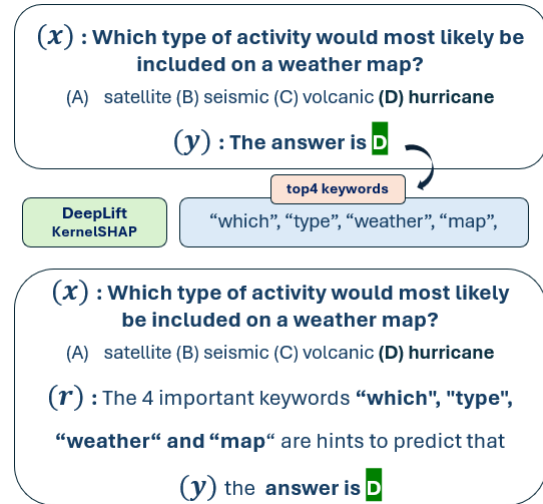 (x) : Which type of activity would most likely be
included on a weather map?
(A) satellite (B) seismic (C) volcanic (D) hurricane
(y) : The answer is D
top4 keywords
DeepLift
KernelSHAP
“which”, “type”, “weather”, “map”,
(x) : Which type of activity would most likely
be included on a weather map?
(A) satellite (B) seismic (C) volcanic (D) hurricane
(r) : The 4 important keywords “which", "type",
“weather“ and “map“ are hints to predict that
(y) the answer is D